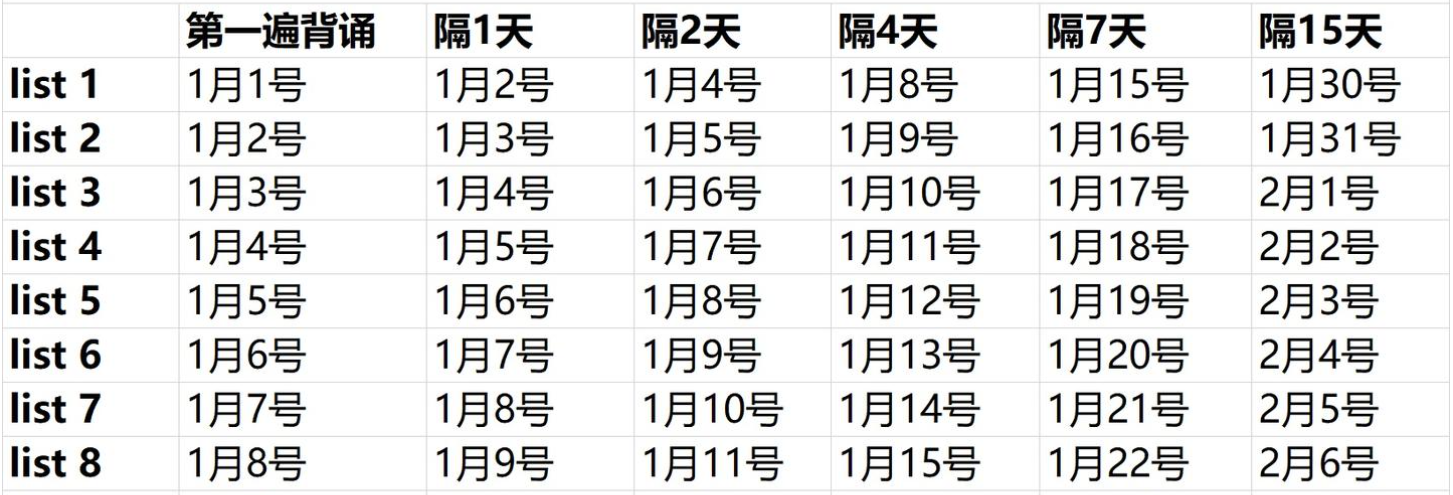 第一遍背诵 隔1天 隔2天 隔4天 隔7天 隔15天
list 1 1月1号 1月2号 1月4号 1月8号 1月15号 1月30号
list 2 1月2号 1月3号 1月5号 1月9号 1月16号 1月31号
list 3 1月3号 1月4号 1月6号 1月10号 1月17号 2月1号
list 4 1月4号 1月5号 1月7号 1月11号 1月18号 2月2号
list 5 1月5号 1月6号 1月8号 1月12号 1月19号 2月3号
list 6 1月6号 1月7号 1月9号 1月13号 1月20号 2月4号
list 7 1月7号 1月8号 1月10号 1月14号 1月21号 2月5号
list 8 1月8号 1月9号 1月11号 1月15号 1月22号 2月6号